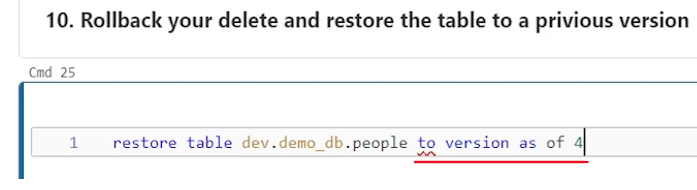 10. Rollback your delete and restore the table to a privious version
Cmd 25
1 restore table dev.demo_db.people to version as of 4